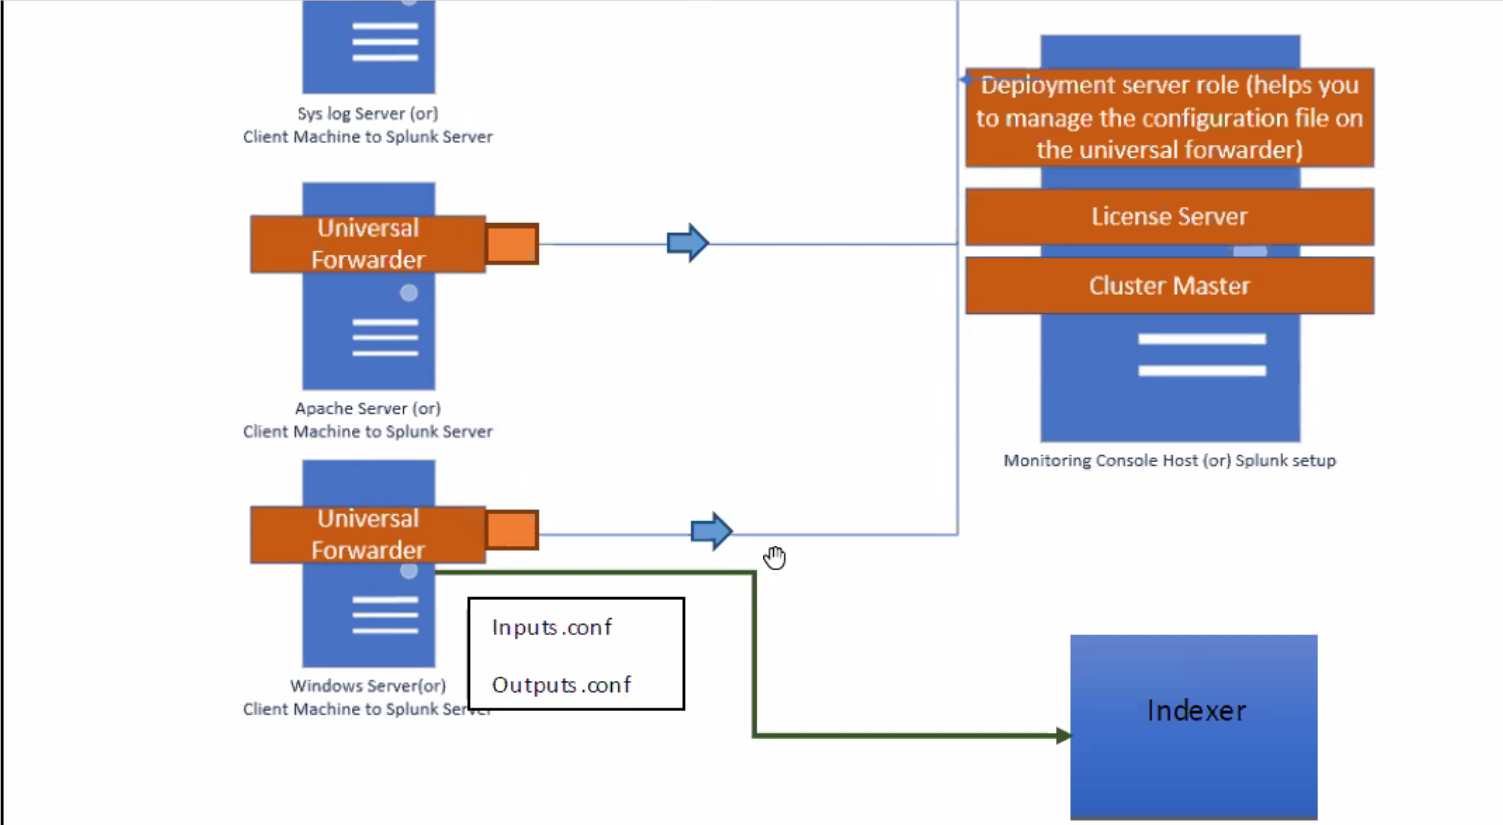 Sys log Server (or)
Client Machine to Splunk Server
Deployment server role (helps you
to manage the configuration file on
the universal forwarder)
Universal
Forwarder
License Server
Cluster Master
Apache Server (or)
Client Machine to Splunk Server
Monitoring Console Host (or) Splunk setup
Universal
Forwarder
Inputs.conf
Outputs.conf
Windows Server(or)
Client Machine to Splunk Server
Indexer